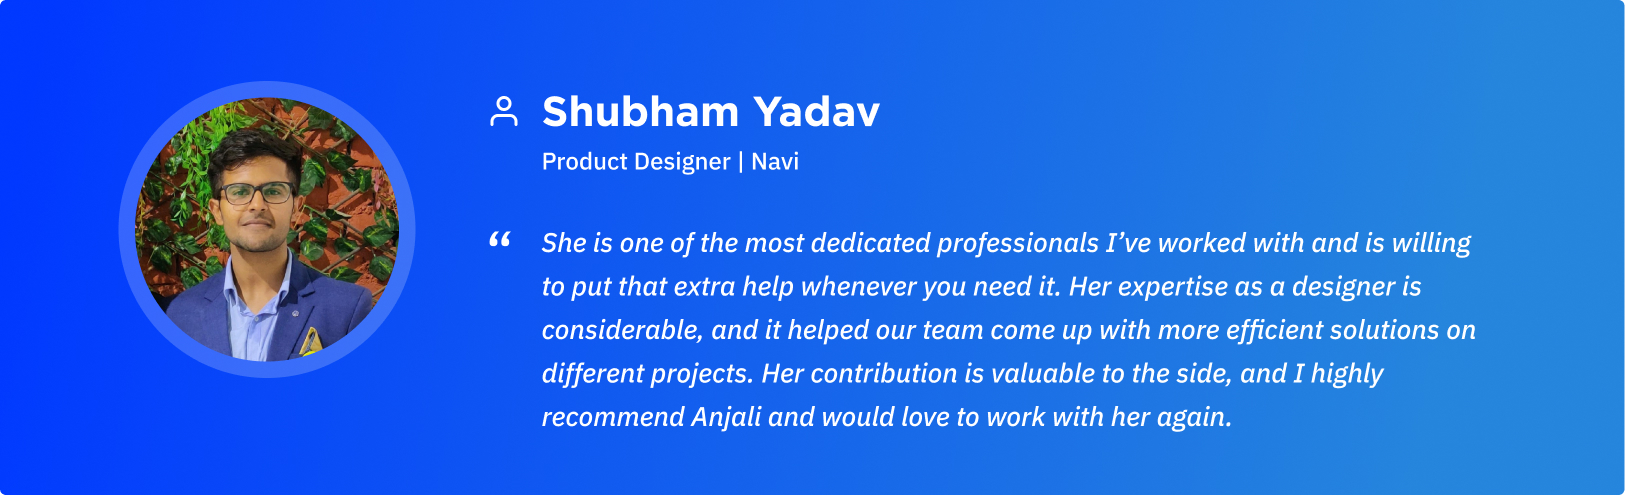 Shubham Yadav
Product Designer | Navi
“ She is one of the most dedicated professionals I’ve worked with and is willing
to put that extra help whenever you need it. Her expertise as a designer is
considerable, and it helped our team come up with more efficient solutions on
different projects. Her contribution is valuable to the side, and I highly
recommend Anjali and would love to work with her again.